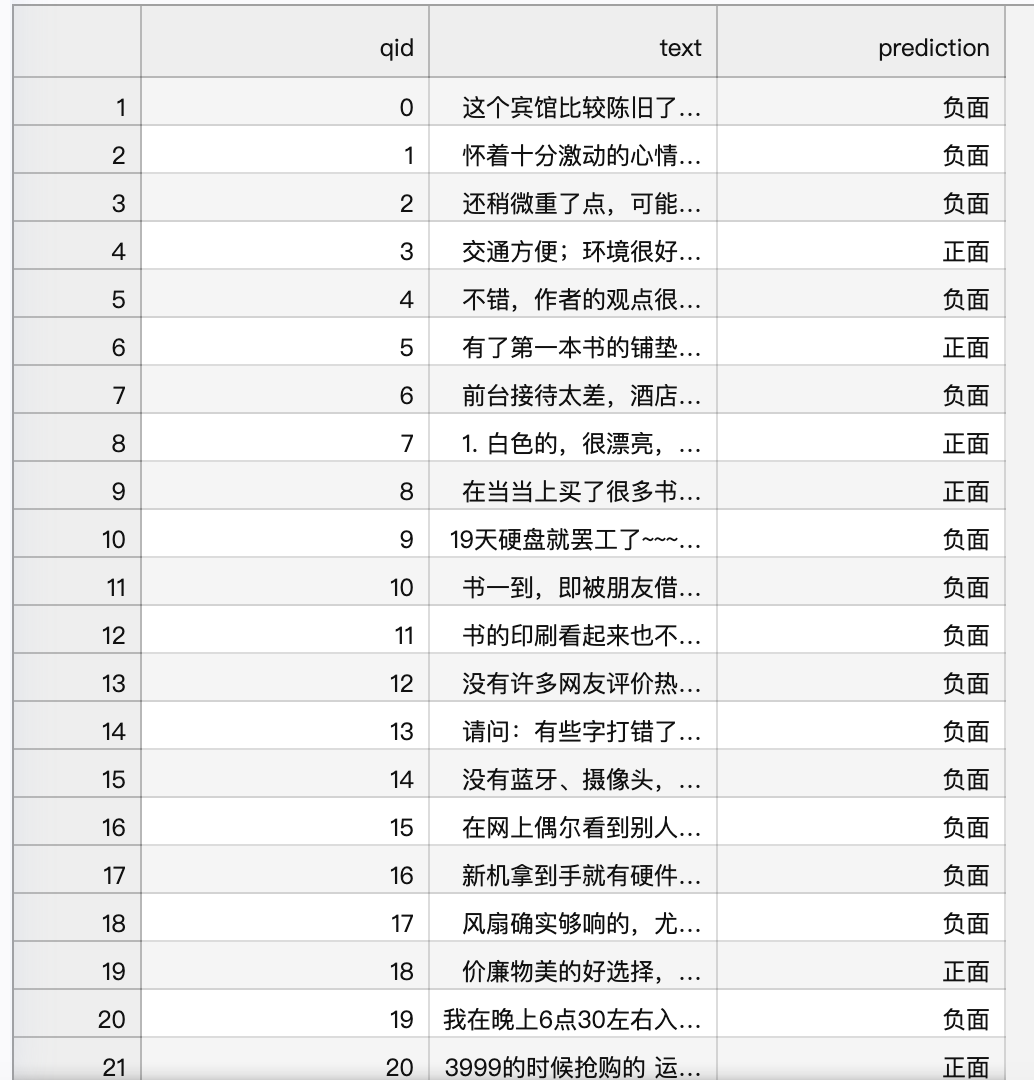 qid text prediction
1 0 这个宾馆比较陈旧了... 负面
2 1 怀着十分激动的心情... 负面
3 2 还稍微重了点，可能... 负面
4 3 交通方便；环境很好... 正面
5 4 不错，作者的观点很... 负面
6 5 有了第一本书的铺垫... 正面
7 6 前台接待太差，酒店... 负面
8 7 1. 白色的，很漂亮，... 正面
9 8 在当当上买了很多书... 正面
10 9 19天硬盘就罢工了~~~... 负面
11 10 书一到，即被朋友借... 负面
12 11 书的印刷看起来也不... 负面
13 12 没有许多网友评价热... 负面
14 13 请问：有些字打错了... 负面
15 14 没有蓝牙、摄像头，... 负面
16 15 在网上偶尔看到别人... 负面
17 16 新机拿到手就有硬件... 负面
18 17 风扇确实够响的，尤... 负面
19 18 价廉物美的好选择，... 正面
20 19 我在晚上6点30左右入... 负面
21 20 3999的时候抢购的 运... 正面